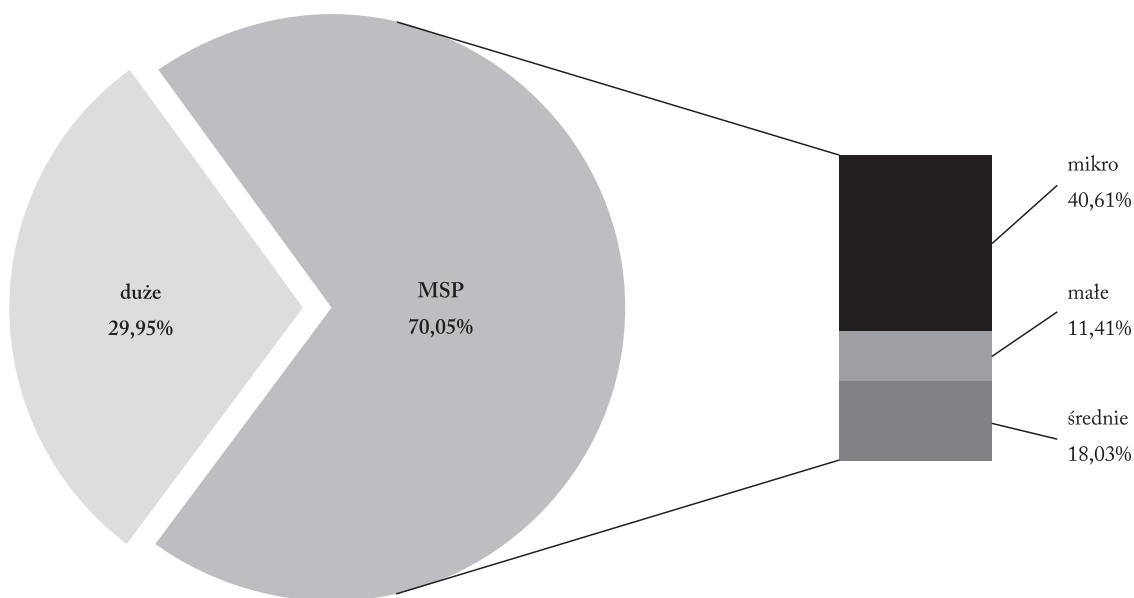 duże
29,95%
MSP
70,05%
mikro
40,61%
małe
11,41%
średnie
18,03%